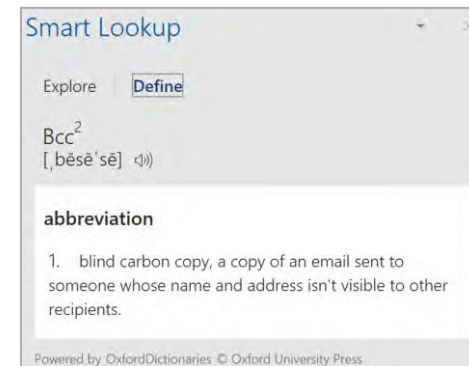 Smart Lookup
Explore Define
Bcc²
[ˌbēsēˈsē]
abbreviation
1. blind carbon copy, a copy of an email sent to
someone whose name and address isn't visible to other
recipients.
Powered by OxfordDictionaries © Oxford University Press